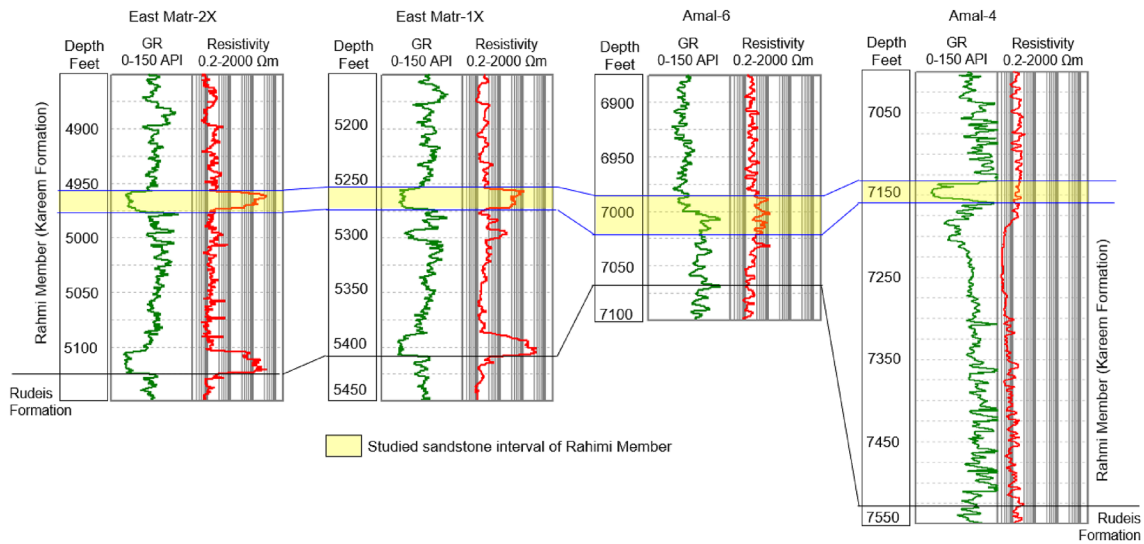 East Matr-2X
East Matr-1X
Amal-6
Amal-4
Depth
Feet
GR
0-150 API
Resistivity
0.2-2000 Ωm
Depth
Feet
GR
0-150 API
Resistivity
0.2-2000 Ωm
Depth
Feet
GR
0-150 API
Resistivity
0.2-2000 Ωm
Depth
Feet
GR
0-150 API
Resistivity
0.2-2000 Ωm
Rahmi Member (Kareem Formation)
4900
4950
5000
5050
5100
Rudeis
Formation
5200
5250
5300
5350
5400
5450
6900
6950
7000
7050
7100
7050
7150
7250
7350
7450
7550
Rahmi Member (Kareem Formation)
Rudeis
Formation
Studied sandstone interval of Rahimi Member